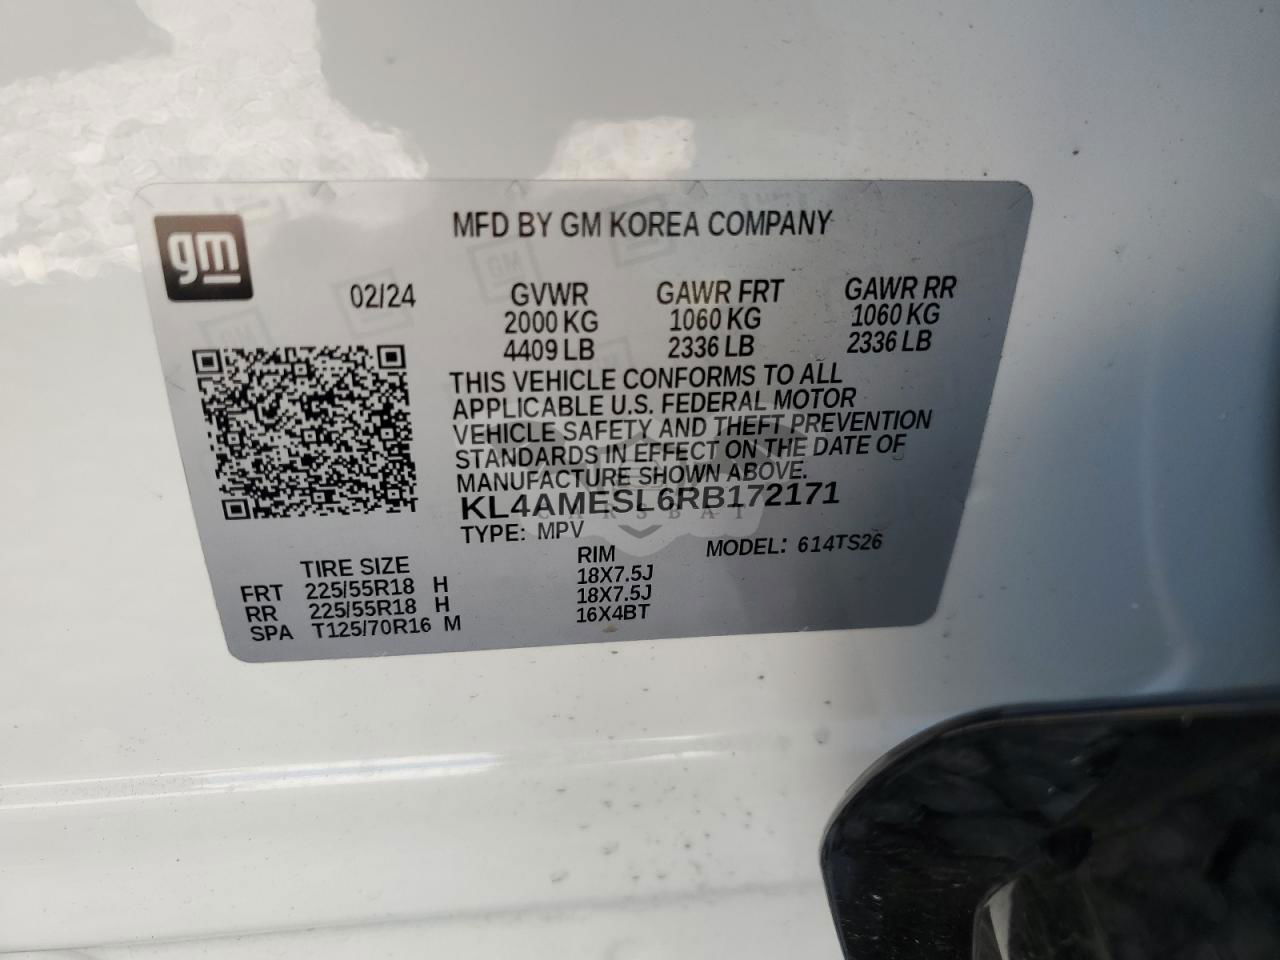 gm
MFD BY GM KOREA COMPANY
02/24
GVWR GAWR FRT GAWR RR
2000 KG 1060 KG 1060 KG
4409 LB 2336 LB 2336 LB
THIS VEHICLE CONFORMS TO ALL
APPLICABLE U.S. FEDERAL MOTOR
VEHICLE SAFETY AND THEFT PREVENTION
STANDARDS IN EFFECT ON THE DATE OF
MANUFACTURE SHOWN ABOVE.
KL4AMESL6RB172171
CARSBAT
TYPE: MPV MODEL: 614TS26
TIRE SIZE RIM
FRT 225/55R18 H 18X7.5J
RR 225/55R18 H 18X7.5J
SPA T125/70R16 M 16X4BT